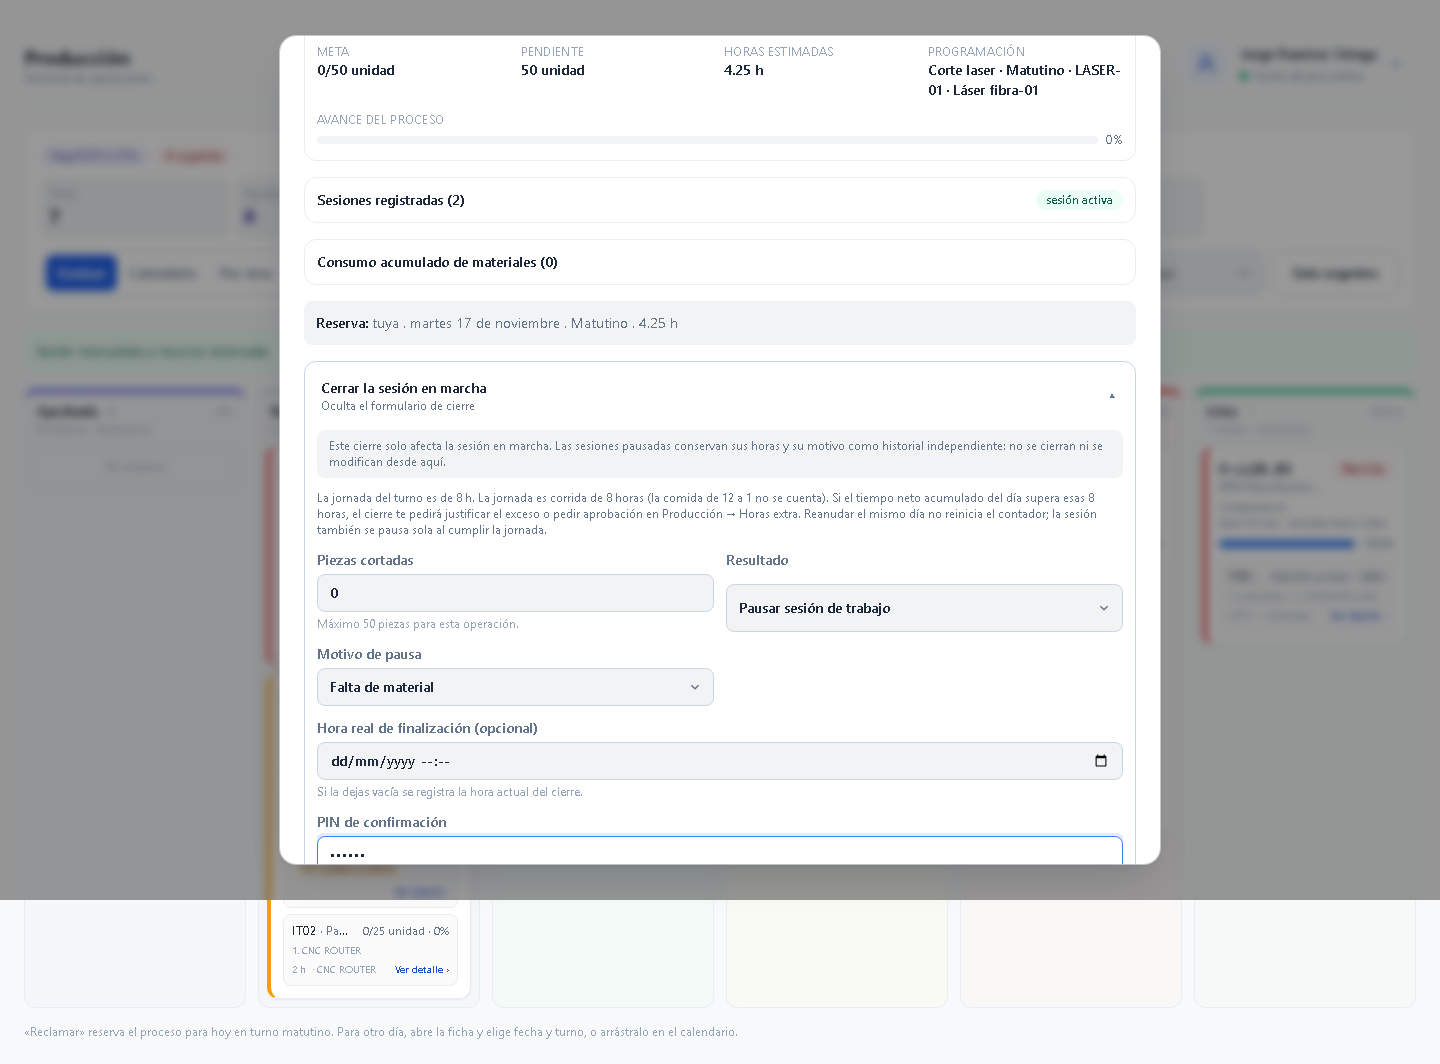 Producción
META
PENDIENTE
HORAS ESTIMADAS
PROGRAMACIÓN
0/50 unidad
50 unidad
4.25 h
Corte laser · Matutino · LASER-
01 · Láser fibra-01
AVANCE DEL PROCESO
0%
Sesiones registradas (2)
sesión activa
Consumo acumulado de materiales (0)
Reserva: tuya . martes 17 de noviembre . Matutino . 4.25 h
Cerrar la sesión en marcha
Oculta el formulario de cierre
▴
Este cierre solo afecta la sesión en marcha. Las sesiones pausadas conservan sus horas y su motivo como historial independiente: no se cierran ni se
modifican desde aquí.
La jornada del turno es de 8 h. La jornada es corrida de 8 horas (la comida de 12 a 1 no se cuenta). Si el tiempo neto acumulado del día supera esas 8
horas, el cierre te pedirá justificar el exceso o pedir aprobación en Producción → Horas extra. Reanudar el mismo día no reinicia el contador; la sesión
también se pausa sola al cumplir la jornada.
Piezas cortadas
Resultado
0
Pausar sesión de trabajo
Máximo 50 piezas para esta operación.
Motivo de pausa
Falta de material
Hora real de finalización (opcional)
dd/mm/yyyy --:--
Si la dejas vacía se registra la hora actual del cierre.
PIN de confirmación
••••••
IT02 · Pa...
0/25 unidad · 0%
1. CNC ROUTER
2 h · CNC ROUTER
Ver detalle ›
«Reclamar» reserva el proceso para hoy en turno matutino. Para otro día, abre la ficha y elige fecha y turno, o arrástralo en el calendario.